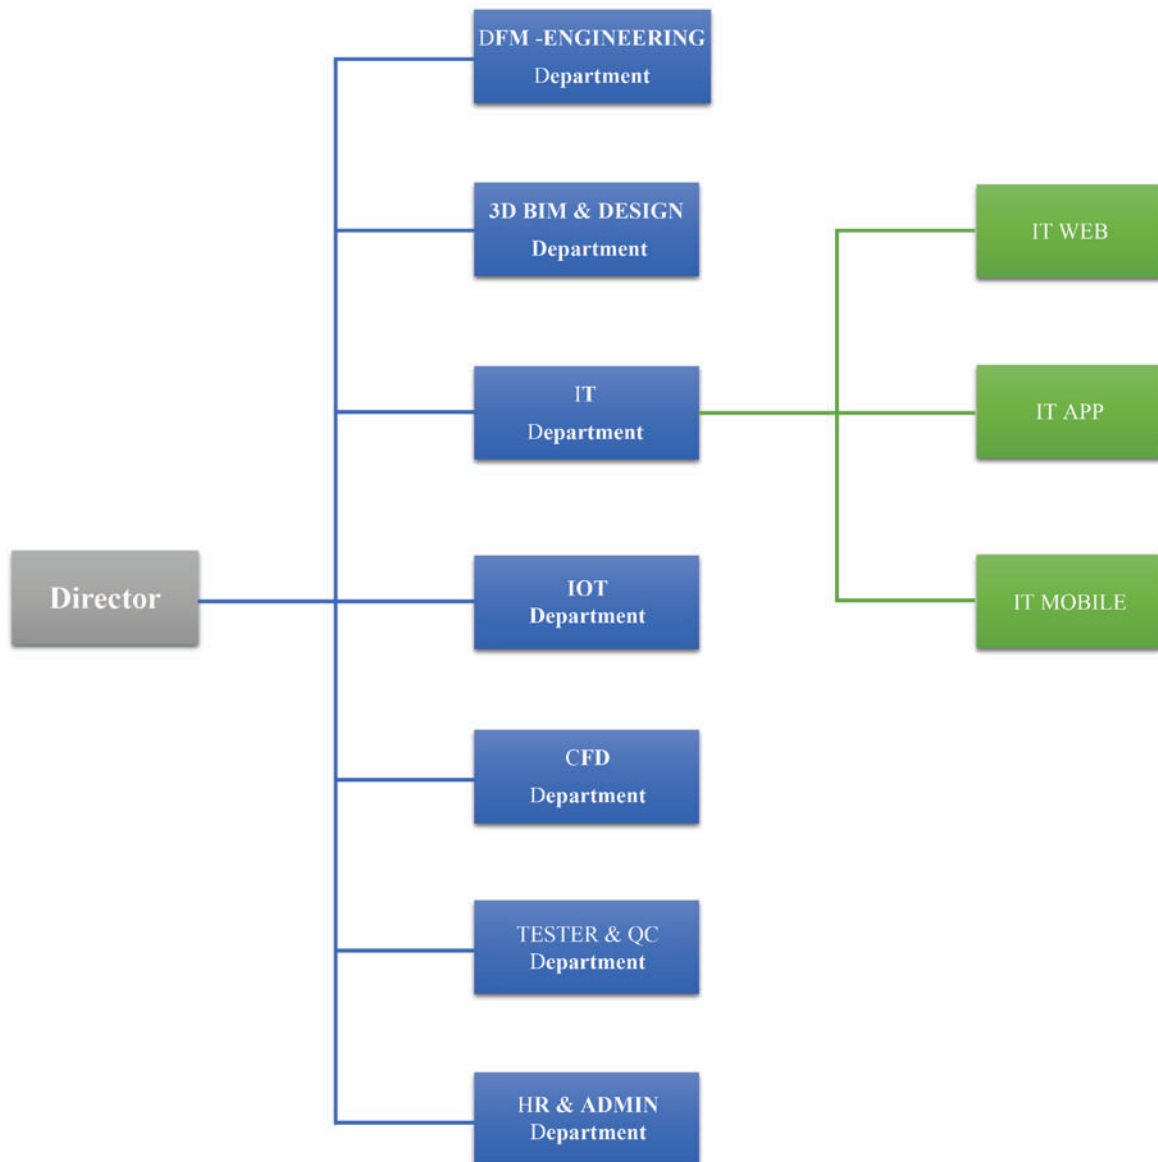 DFM -ENGINEERING
Department
3D BIM & DESIGN
Department
IT WEB
IT
Department
IT APP
Director
IOT
Department
IT MOBILE
CFD
Department
TESTER & QC
Department
HR & ADMIN
Department